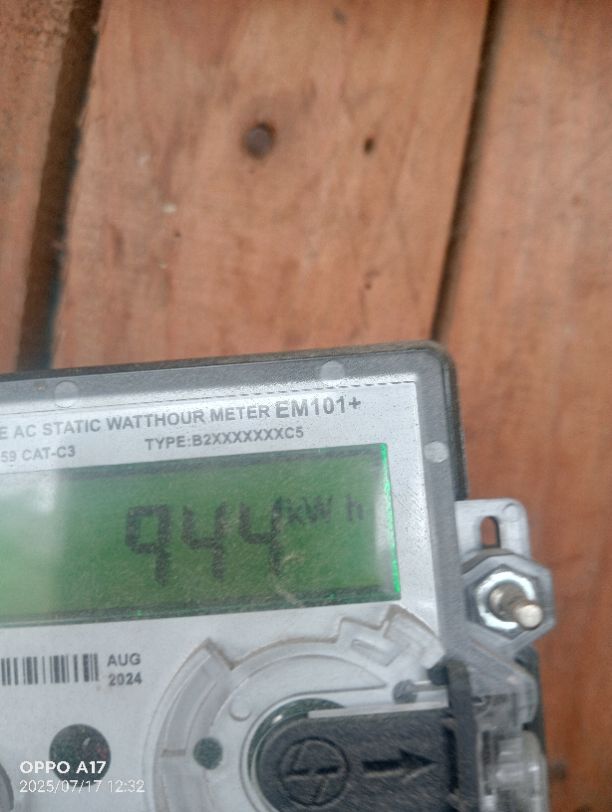 E AC STATIC WATTHOUR METER EM101+
59 CAT-C3 TYPE:B2XXXXXXXC5
944 kWh
AUG
2024
OPPO A17
2025/07/17 12:32